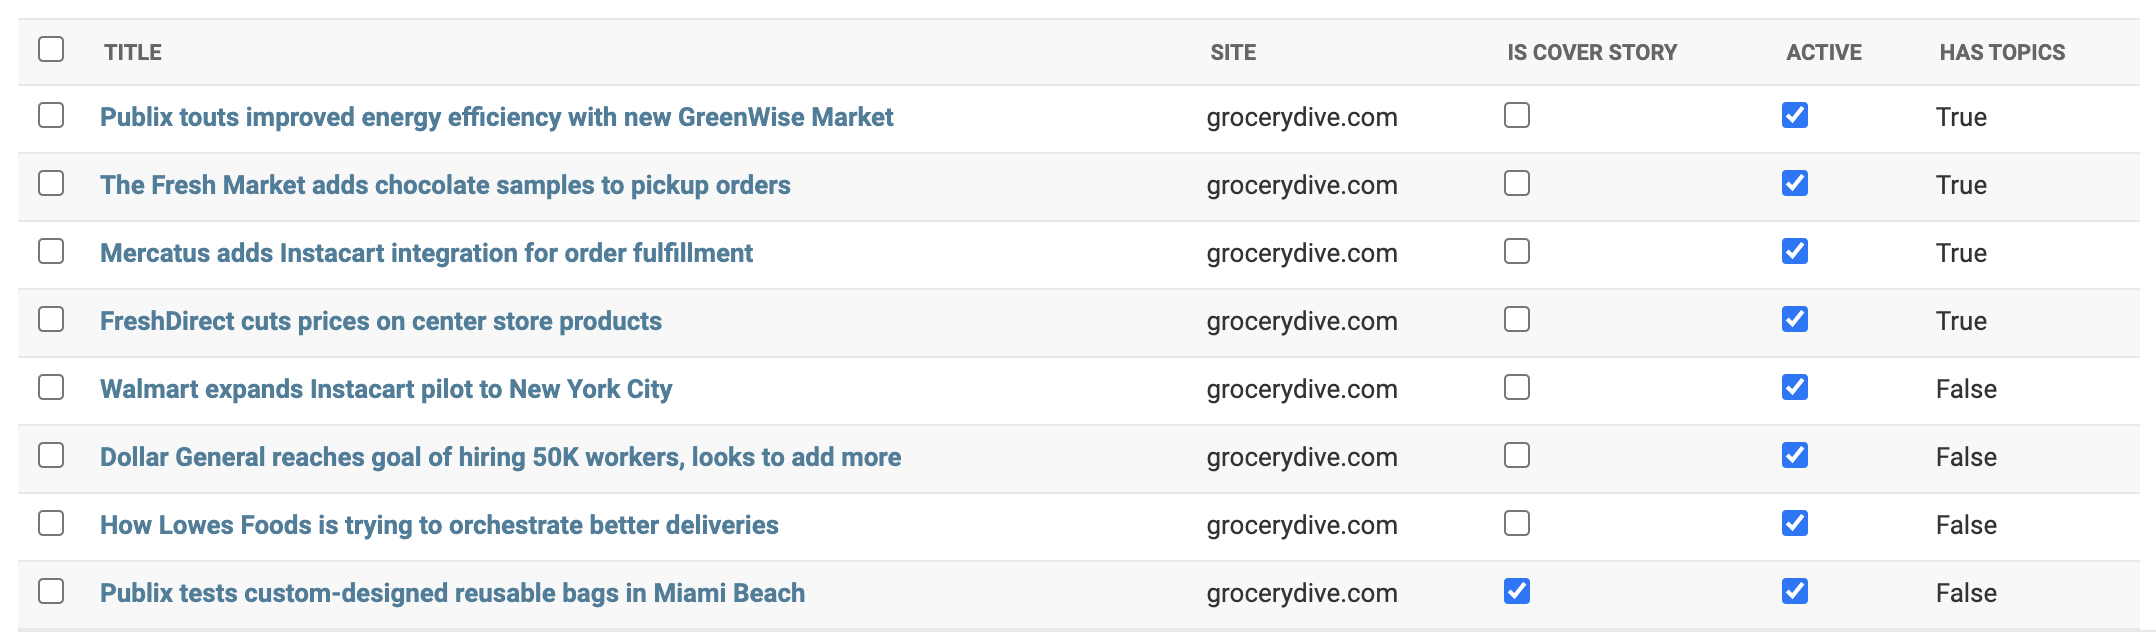 TITLE SITE IS COVER STORY ACTIVE HAS TOPICS
Publix touts improved energy efficiency with new GreenWise Market grocerydive.com True
The Fresh Market adds chocolate samples to pickup orders grocerydive.com True
Mercatus adds Instacart integration for order fulfillment grocerydive.com True
FreshDirect cuts prices on center store products grocerydive.com True
Walmart expands Instacart pilot to New York City grocerydive.com False
Dollar General reaches goal of hiring 50K workers, looks to add more grocerydive.com False
How Lowes Foods is trying to orchestrate better deliveries grocerydive.com False
Publix tests custom-designed reusable bags in Miami Beach grocerydive.com False